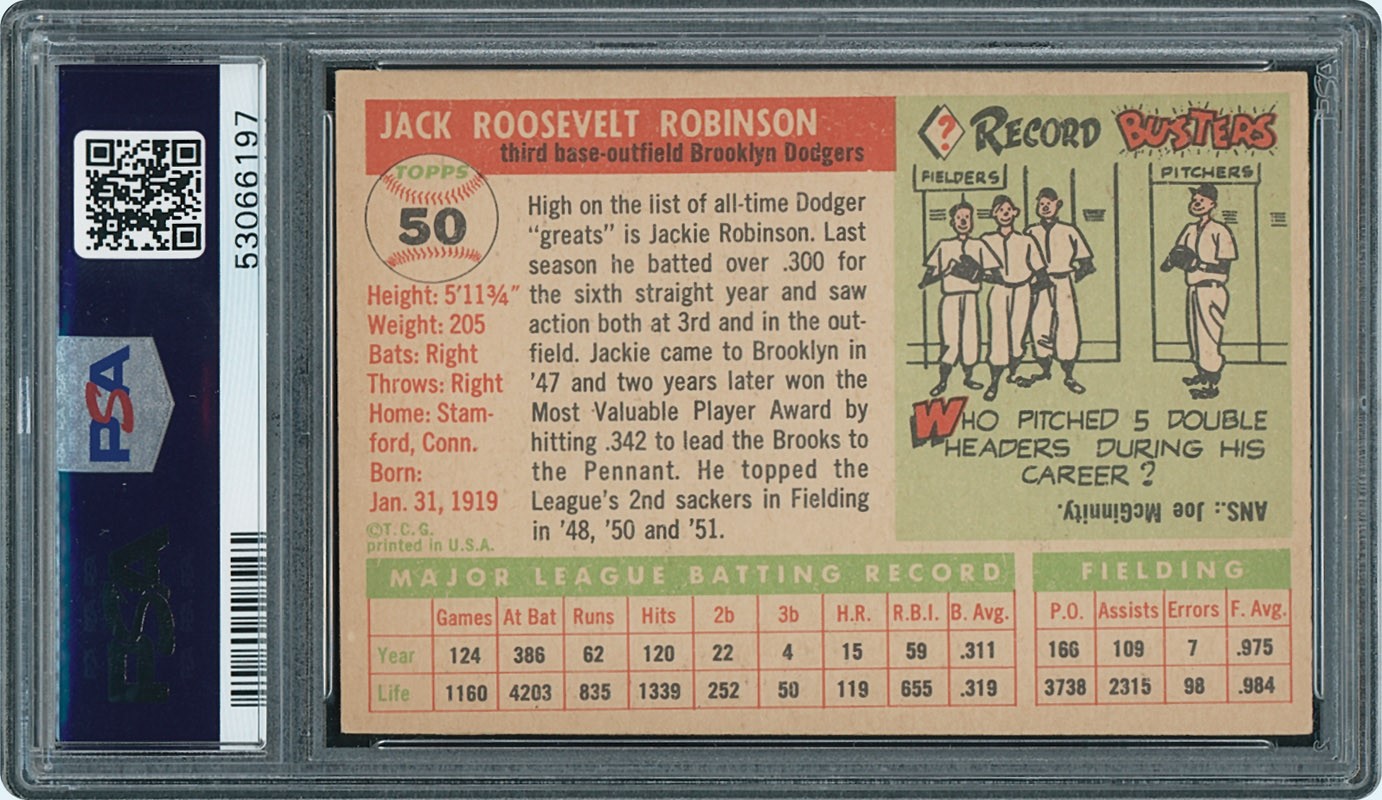 PSA
53066197
PSA
PSA
JACK ROOSEVELT ROBINSON
third base-outfield Brooklyn Dodgers
TOPPS
50
Height: 5'11¾"
Weight: 205
Bats: Right
Throws: Right
Home: Stam-
ford, Conn.
Born:
Jan. 31, 1919
©T.C.G.
printed in U.S.A.
High on the list of all-time Dodger
“greats” is Jackie Robinson. Last
season he batted over .300 for
the sixth straight year and saw
action both at 3rd and in the out-
field. Jackie came to Brooklyn in
’47 and two years later won the
Most Valuable Player Award by
hitting .342 to lead the Brooks to
the Pennant. He topped the
League’s 2nd sackers in Fielding
in ’48, ’50 and ’51.
? RECORD BUSTERS
FIELDERS
PITCHERS
WHO PITCHED 5 DOUBLE
HEADERS DURING HIS
CAREER?
ANS.: Joe McGinnity.
MAJOR LEAGUE BATTING RECORD FIELDING
Games At Bat Runs Hits 2b 3b H.R. R.B.I. B. Avg. P.O. Assists Errors F. Avg.
Year 124 386 62 120 22 4 15 59 .311 166 109 7 .975
Life 1160 4203 835 1339 252 50 119 655 .319 3738 2315 98 .984